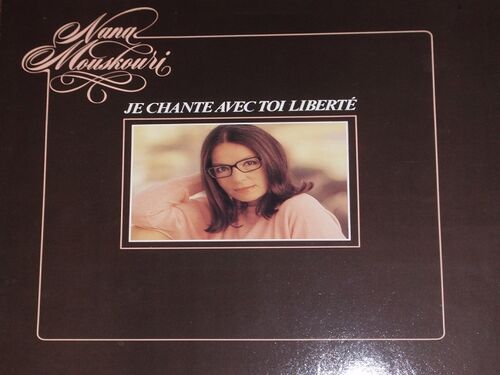 Nana
Mouskouri
JE CHANTE AVEC TOI LIBERTÉ